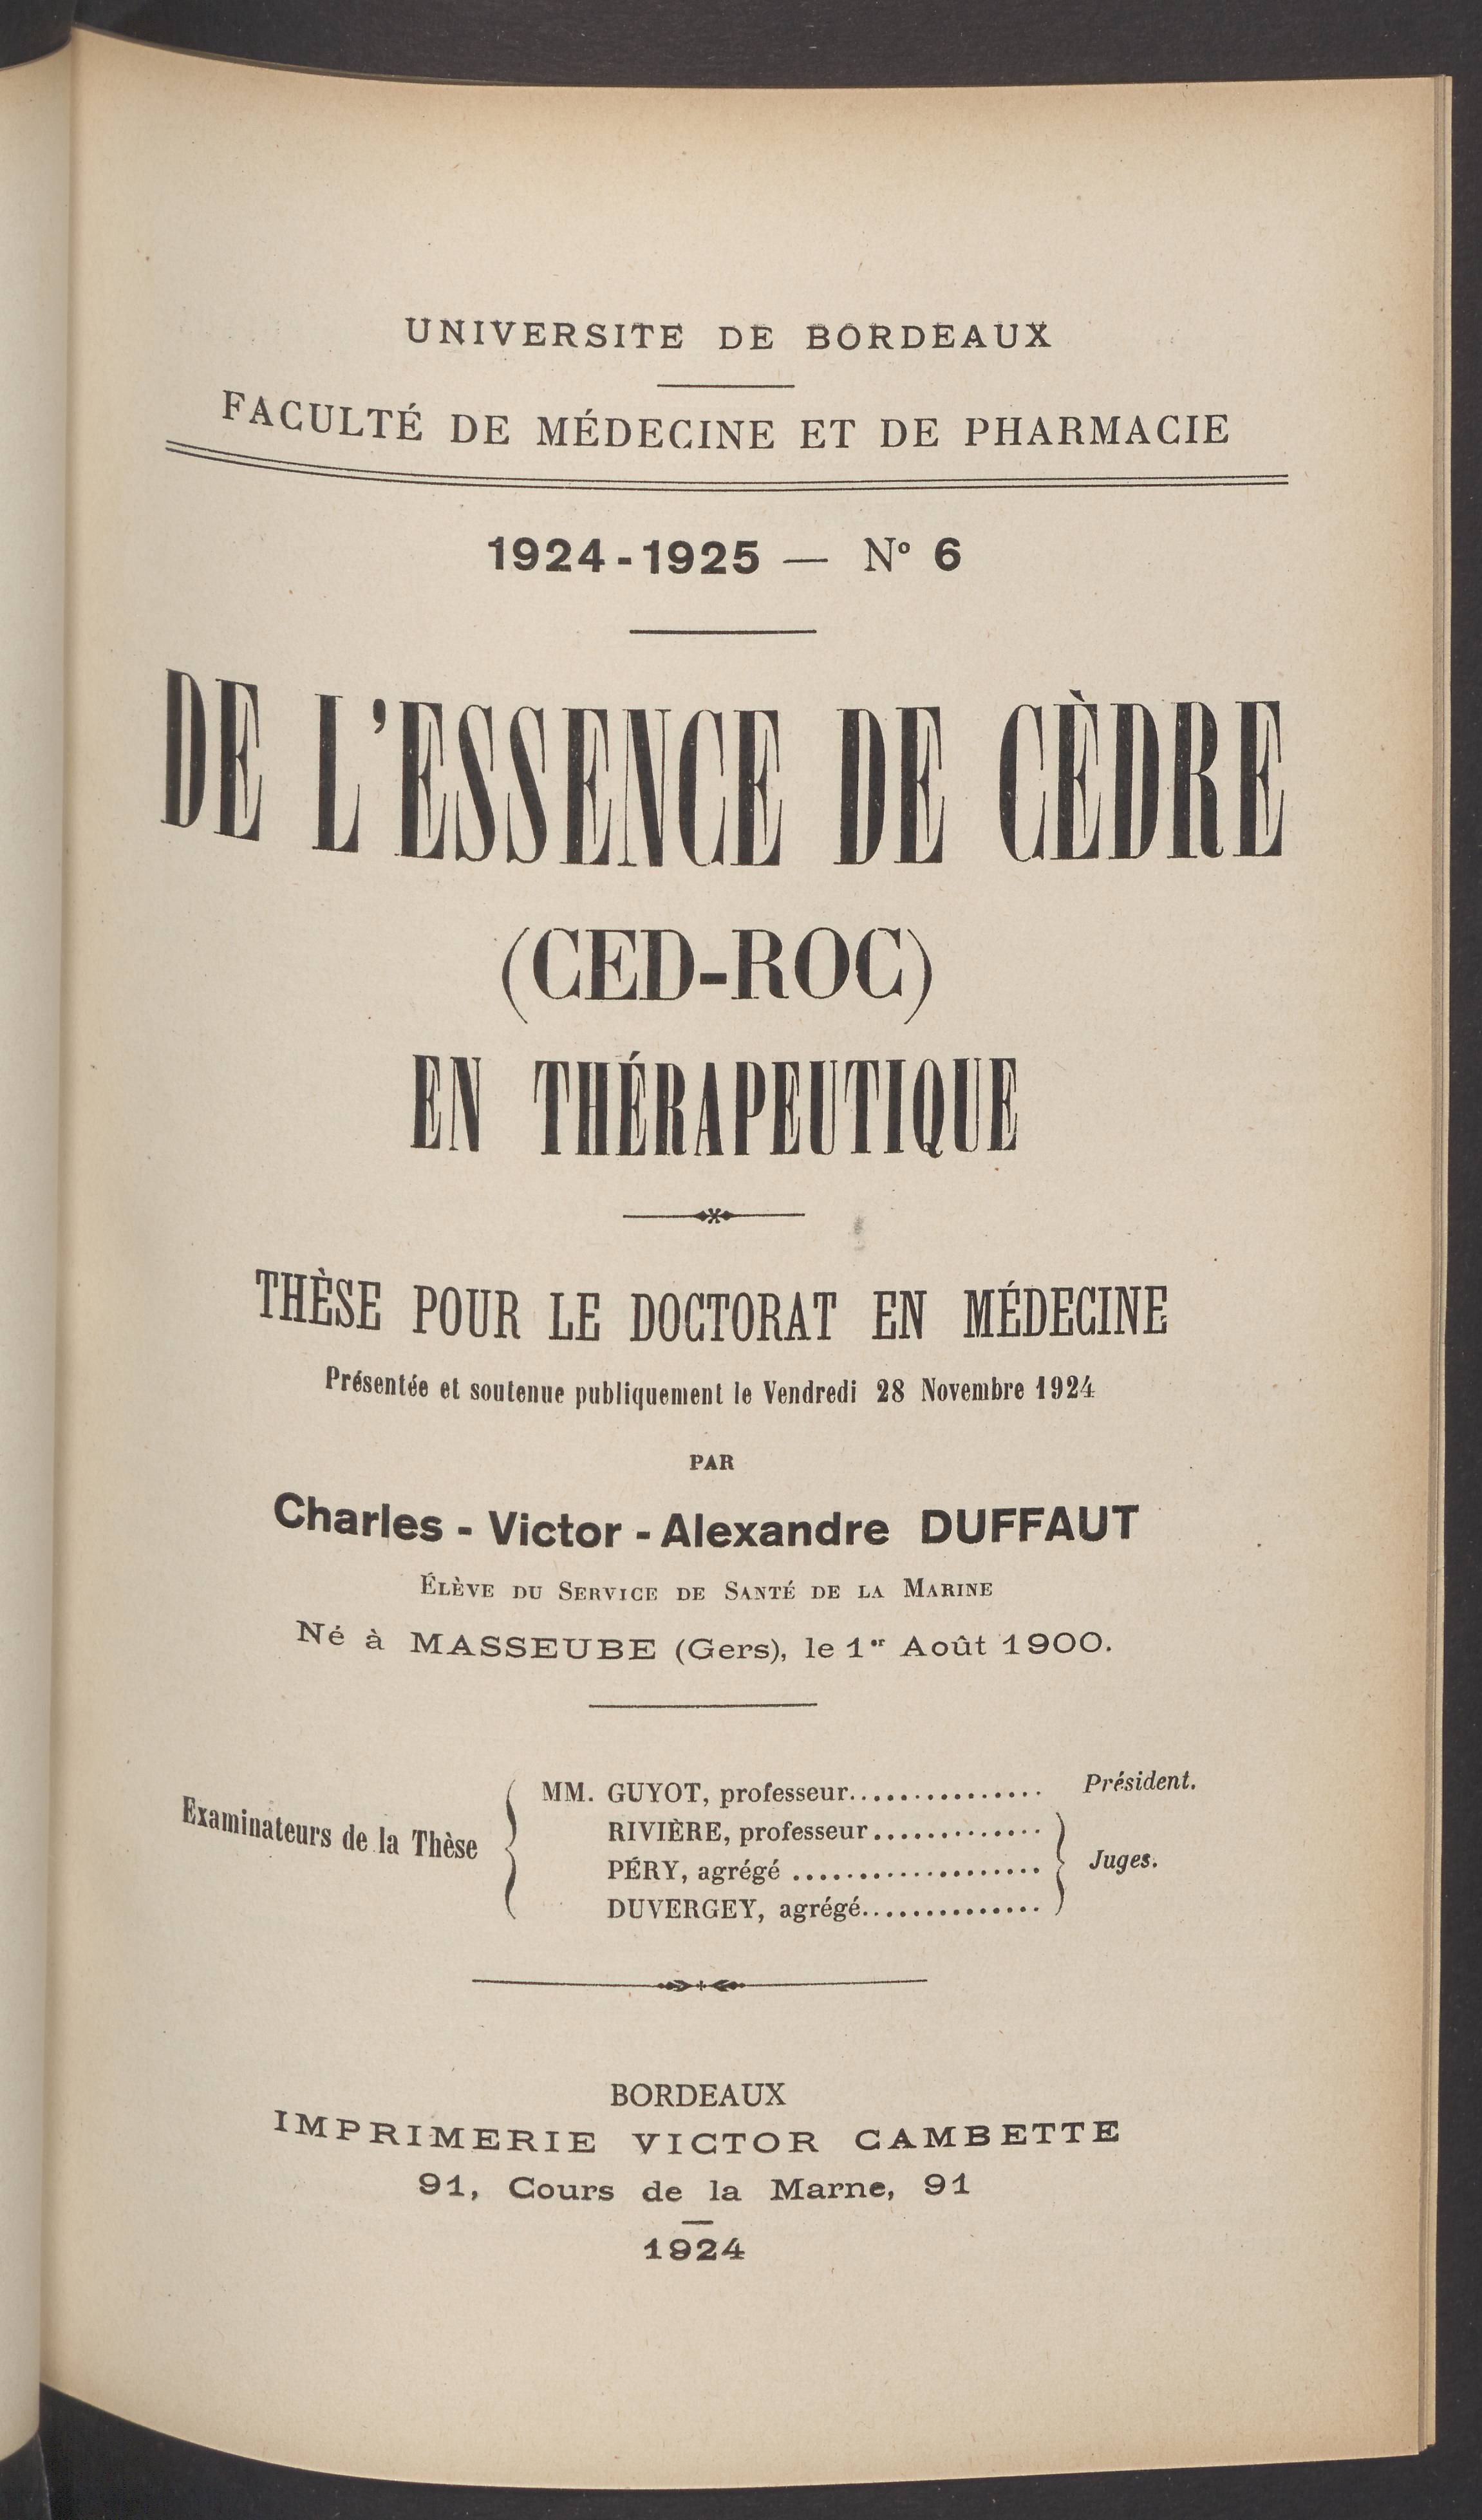 UNIVERSITE DE BORDEAUX
FACULTÉ DE MÉDECINE ET DE PHARMACIE
1924-1925 — N° 6
DE L'ESSENCE DE CÈDRE
(CED-ROC)
EN THÉRAPEUTIQUE
THÈSE POUR LE DOCTORAT EN MÉDECINE
Présentée et soutenue publiquement le Vendredi 28 Novembre 1924
PAR
Charles - Victor - Alexandre DUFFAUT
ÉLÈVE DU SERVICE DE SANTÉ DE LA MARINE
Né à MASSEUBE (Gers), le 1er Août 1900.
Examinateurs de la Thèse
MM. GUYOT, professeur............... Président.
RIVIÈRE, professeur.............
PÉRY, agrégé ................... Juges.
DUVERGEY, agrégé..............
BORDEAUX
IMPRIMERIE VICTOR CAMBETTE
91, Cours de la Marne, 91
1924